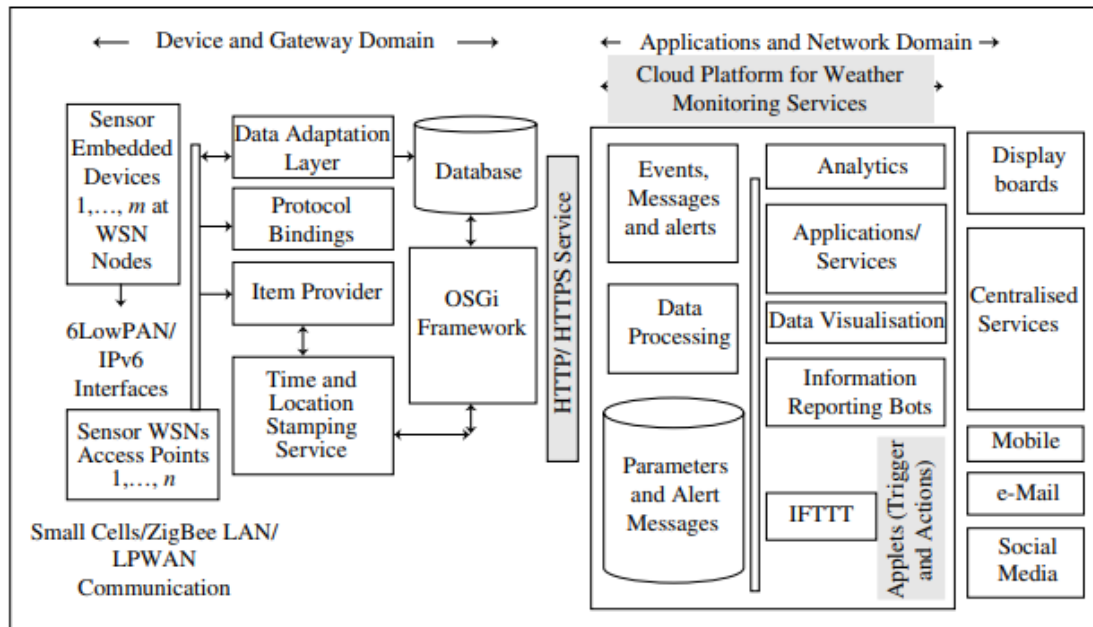 Device and Gateway Domain
Applications and Network Domain
Cloud Platform for Weather
Monitoring Services
Sensor
Embedded
Devices
1,…, m at
WSN
Nodes
6LowPAN/
IPv6
Interfaces
Sensor WSNs
Access Points
1,…, n
Small Cells/ZigBee LAN/
LPWAN
Communication
Data Adaptation
Layer
Protocol
Bindings
Item Provider
Time and
Location
Stamping
Service
Database
OSGi
Framework
HTTP/ HTTPS Service
Events,
Messages
and alerts
Data
Processing
Parameters
and Alert
Messages
Analytics
Applications/
Services
Data Visualisation
Information
Reporting Bots
IFTTT
Applets (Trigger
and Actions)
Display
boards
Centralised
Services
Mobile
e-Mail
Social
Media